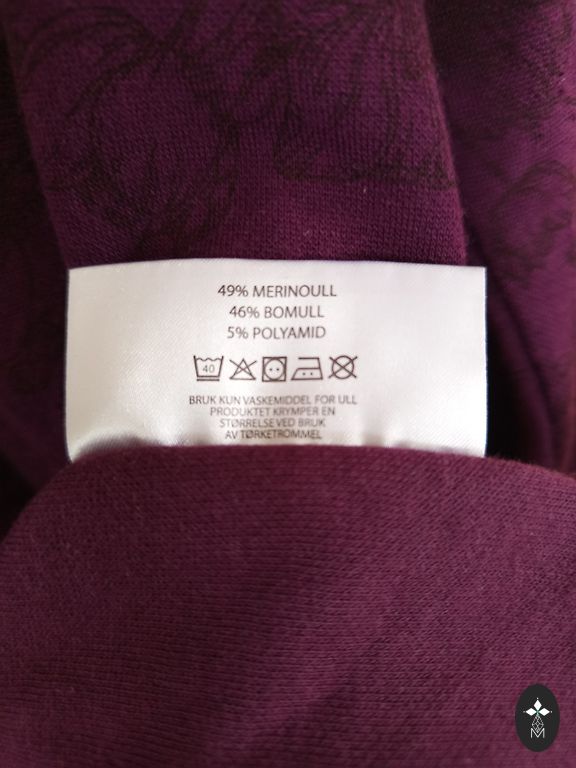 49% MERINOULL
46% BOMULL
5% POLYAMID
40
BRUK KUN VASKEMIDDEL FOR ULL
PRODUKTET KRYMPER EN
STØRRELSE VED BRUK
AV TØRKETROMMEL
M